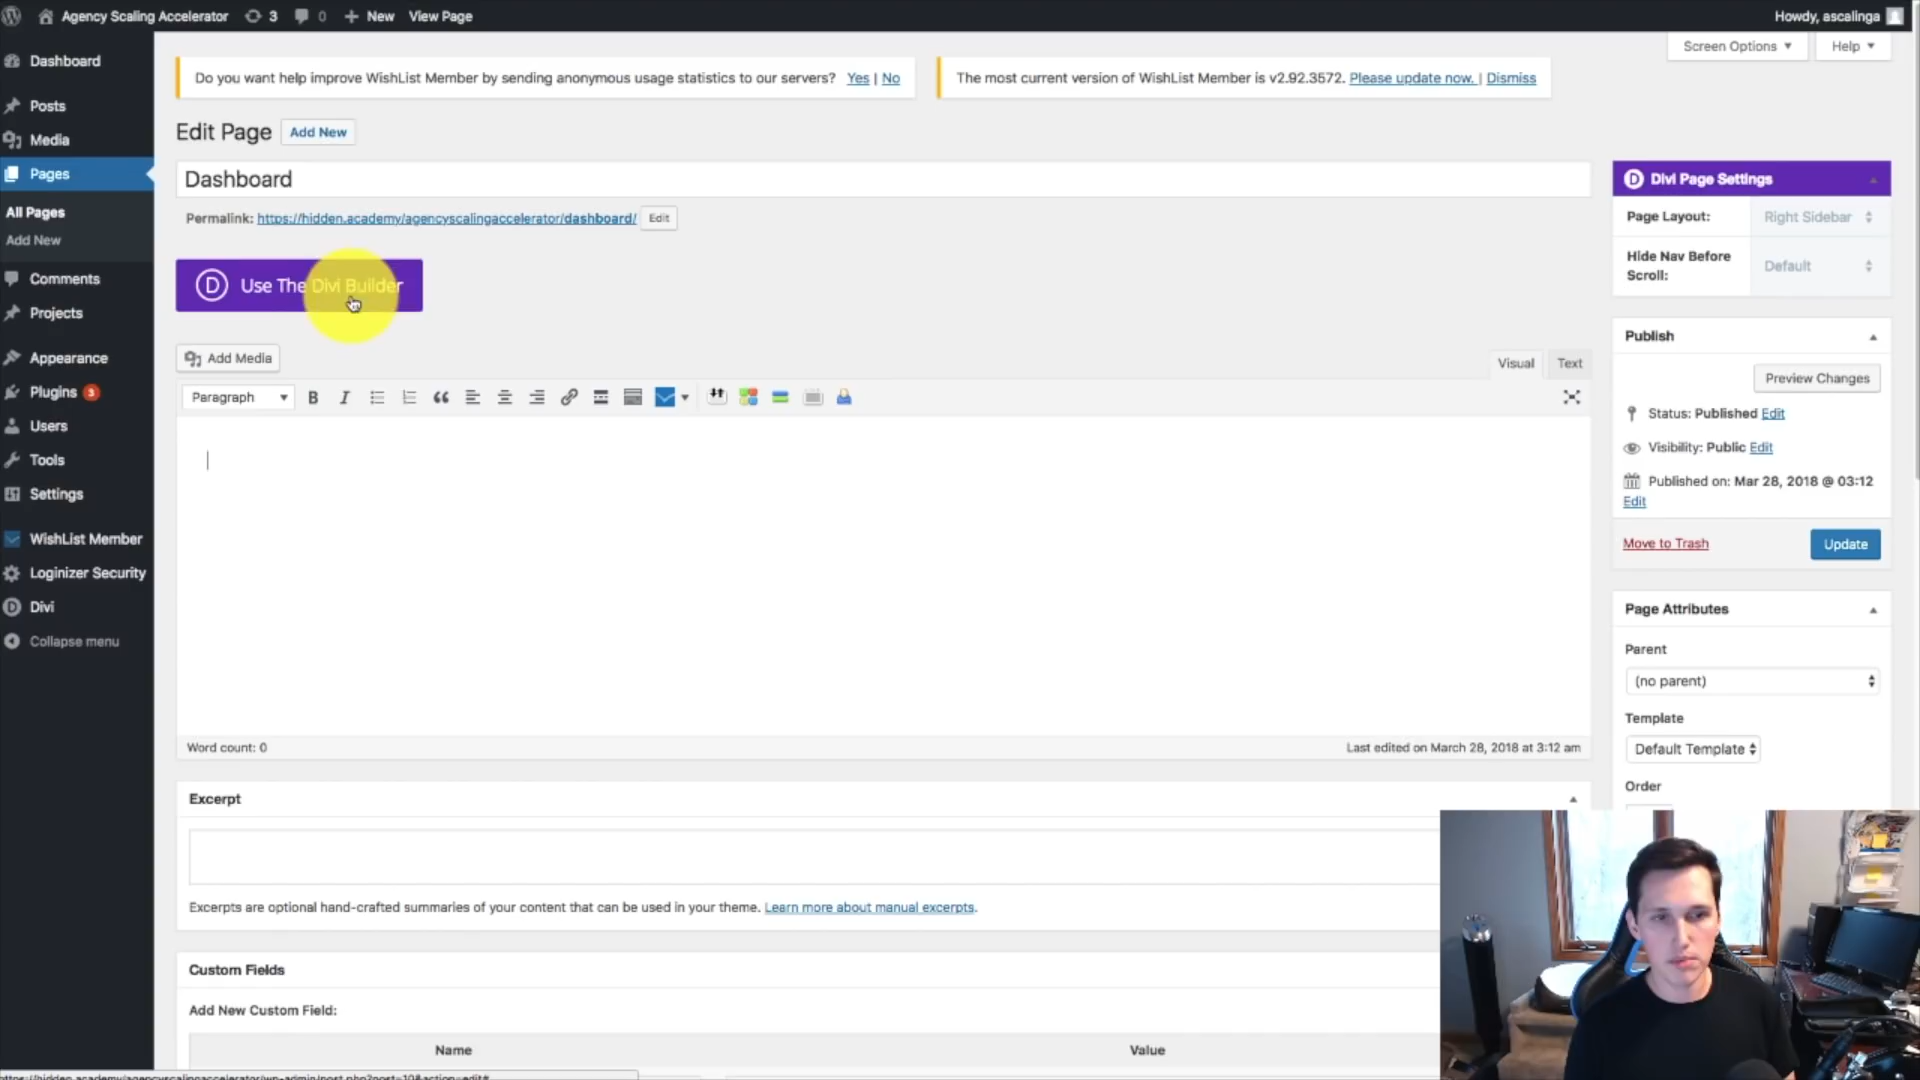 Agency Scaling Accelerator 3 0 New View Page Howdy, ascalinga
Screen Options Help
Dashboard
Posts
Media
Pages
All Pages
Add New
Comments
Projects
Appearance
Plugins 3
Users
Tools
Settings
WishList Member
Loginizer Security
Divi
Collapse menu
Do you want help improve WishList Member by sending anonymous usage statistics to our servers? Yes | No
The most current version of WishList Member is v2.92.3572. Please update now. | Dismiss
Edit Page Add New
Dashboard
Permalink: https://hidden.academy/agencyscalingaccelerator/dashboard/ Edit
D Use The Divi Builder
Add Media
Visual Text
Paragraph B I
Word count: 0 Last edited on March 28, 2018 at 3:12 am
Excerpt
Excerpts are optional hand-crafted summaries of your content that can be used in your theme. Learn more about manual excerpts.
Custom Fields
Add New Custom Field:
Name Value
D Divi Page Settings
Page Layout: Right Sidebar
Hide Nav Before Scroll: Default
Publish
Preview Changes
Status: Published Edit
Visibility: Public Edit
Published on: Mar 28, 2018 @ 03:12
Edit
Move to Trash Update
Page Attributes
Parent
(no parent)
Template
Default Template
Order